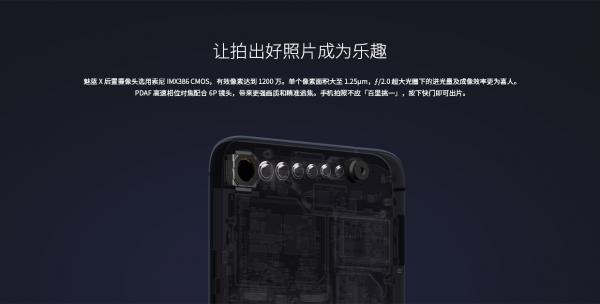 让拍出好照片成为乐趣
魅蓝 X 后置摄像头选用索尼 IMX386 CMOS，有效像素达到 1200 万。单个像素面积大至 1.25μm，ƒ/2.0 超大光圈下的进光量及成像效率更为喜人。
PDAF 高速相位对焦配合 6P 镜头，带来更强画质和精准追焦。手机拍照不应「百里挑一」，按下快门即可出片。